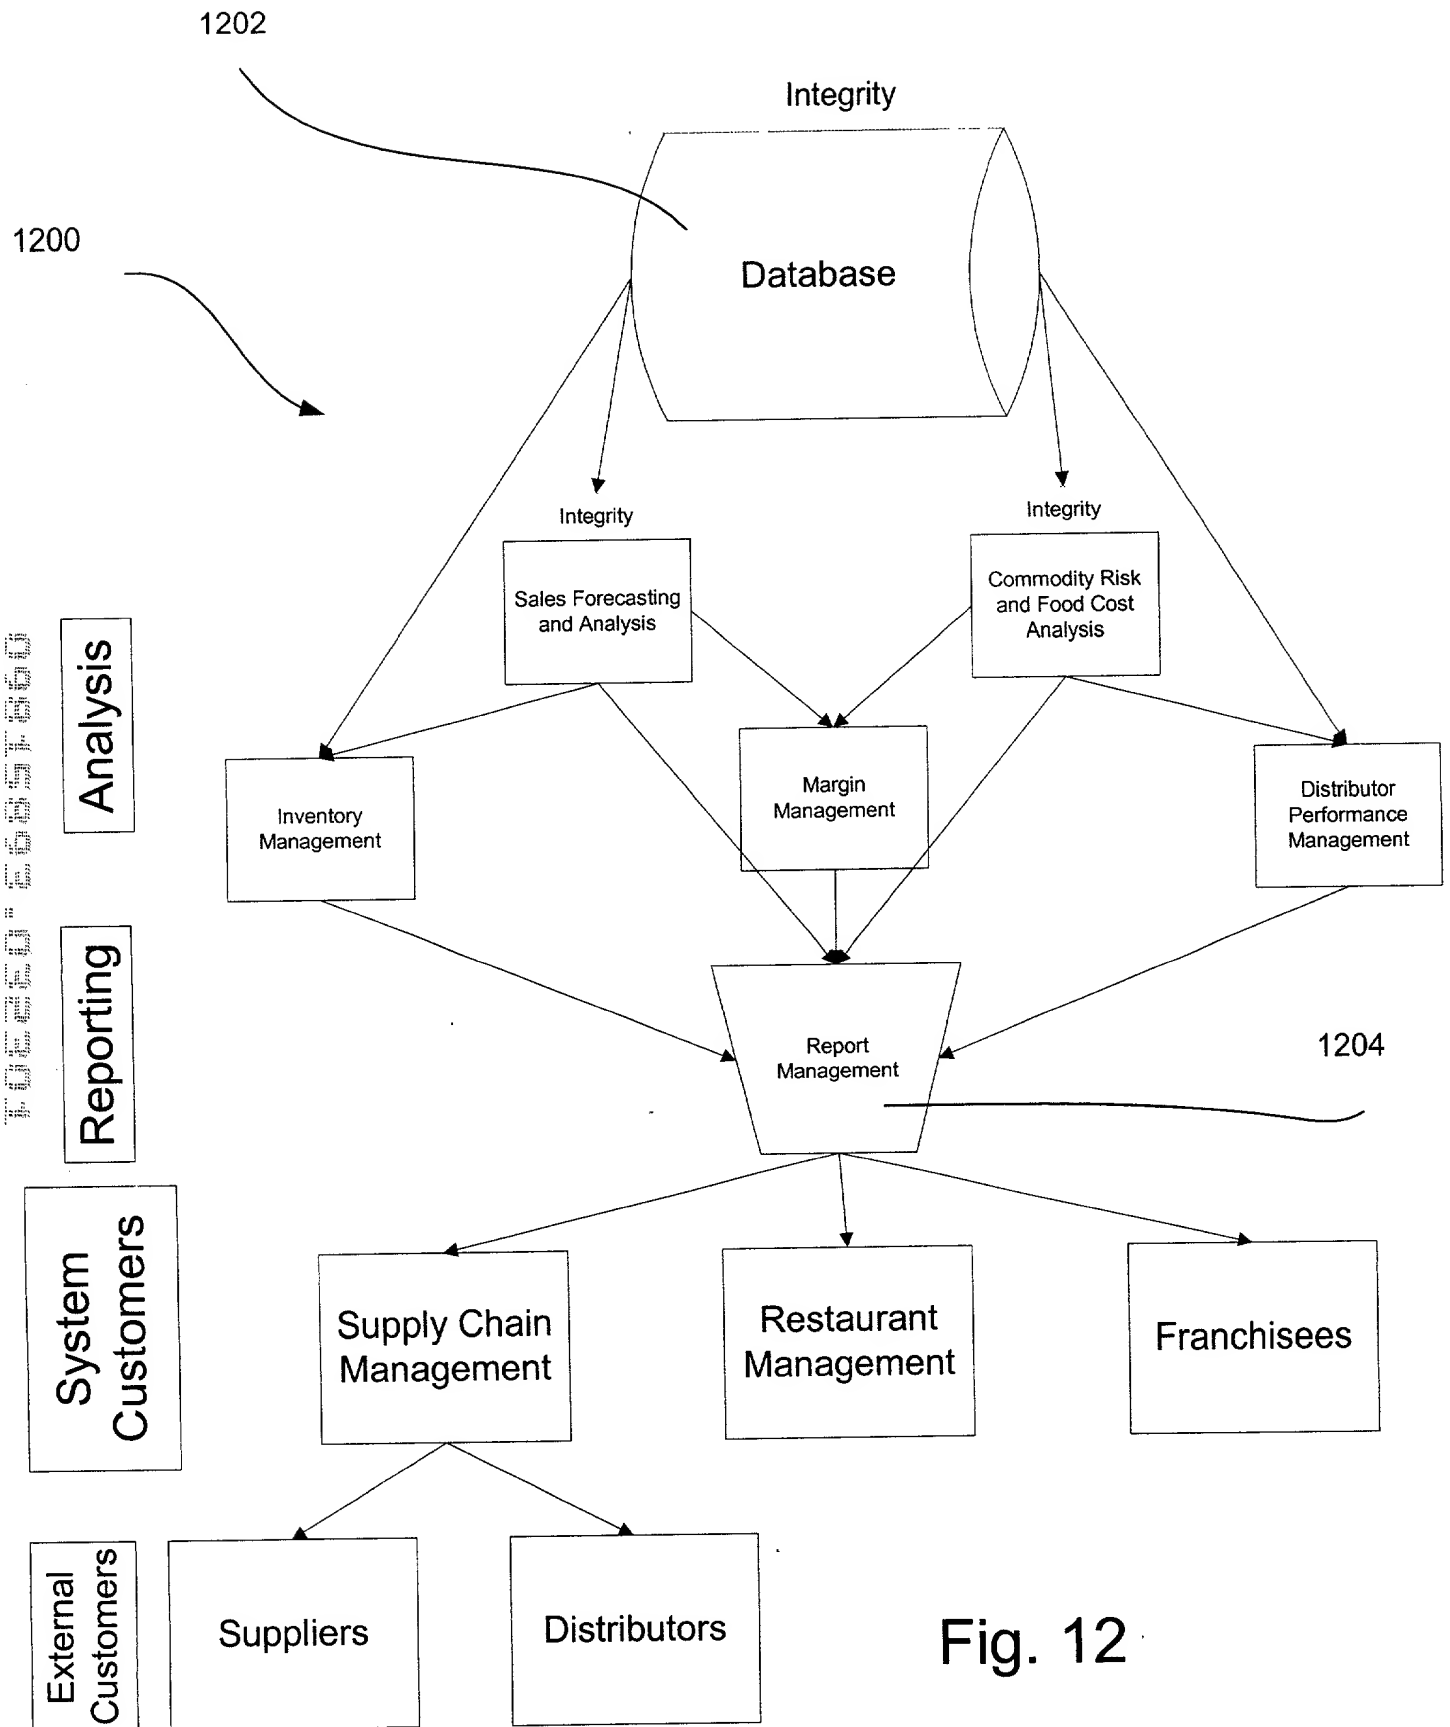 1202
Integrity
1200
Database
Integrity
Integrity
Sales Forecasting
and Analysis
Commodity Risk
and Food Cost
Analysis
Analysis
Inventory
Management
Margin
Management
Distributor
Performance
Management
Reporting
Report
Management
1204
System
Customers
Supply Chain
Management
Restaurant
Management
Franchisees
External
Customers
Suppliers
Distributors
Fig. 12